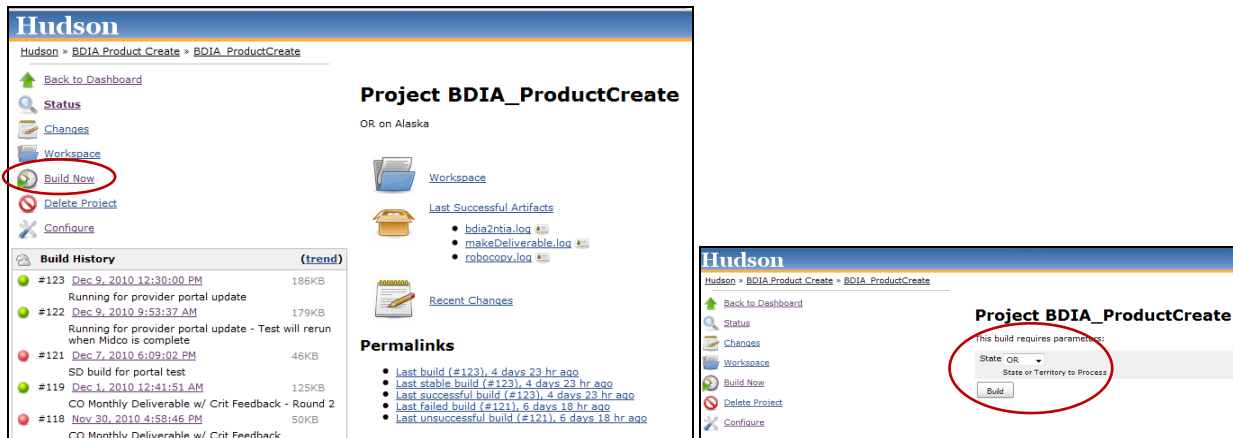 Hudson
Hudson » BDIA Product Create » BDIA_ProductCreate
Back to Dashboard
Status
Changes
Workspace
Build Now
Delete Project
Configure
Build History (trend)
#123 Dec 9, 2010 12:30:00 PM 186KB
Running for provider portal update
#122 Dec 9, 2010 9:53:37 AM 179KB
Running for provider portal update - Test will rerun
when Midco is complete
#121 Dec 7, 2010 6:09:02 PM 46KB
SD build for portal test
#119 Dec 1, 2010 12:41:51 AM 125KB
CO Monthly Deliverable w/ Crit Feedback - Round 2
#118 Nov 30, 2010 4:58:46 PM 50KB
CO Monthly Deliverable w/ Crit Feedback
Project BDIA_ProductCreate
OR on Alaska
Workspace
Last Successful Artifacts
bdia2ntia.log
makeDeliverable.log
robocopy.log
Recent Changes
Permalinks
Last build (#123), 4 days 23 hr ago
Last stable build (#123), 4 days 23 hr ago
Last successful build (#123), 4 days 23 hr ago
Last failed build (#121), 6 days 18 hr ago
Last unsuccessful build (#121), 6 days 18 hr ago
Hudson
Hudson » BDIA Product Create » BDIA_ProductCreate
Back to Dashboard
Status
Changes
Workspace
Build Now
Delete Project
Configure
Project BDIA_ProductCreate
This build requires parameters:
State OR
State or Territory to Process
Build